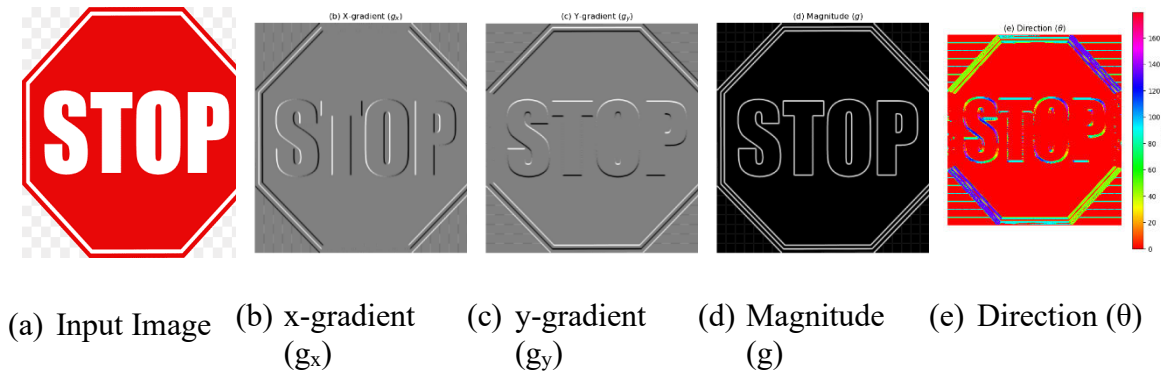 (b) X-gradient (gₓ)
(c) Y-gradient (gᵧ)
(d) Magnitude (g)
(e) Direction (θ)
STOP
STOP
STOP
STOP
STOP
160
140
120
100
80
60
40
20
0
(a) Input Image
(b) x-gradient
(gₓ)
(c) y-gradient
(gᵧ)
(d) Magnitude
(g)
(e) Direction (θ)